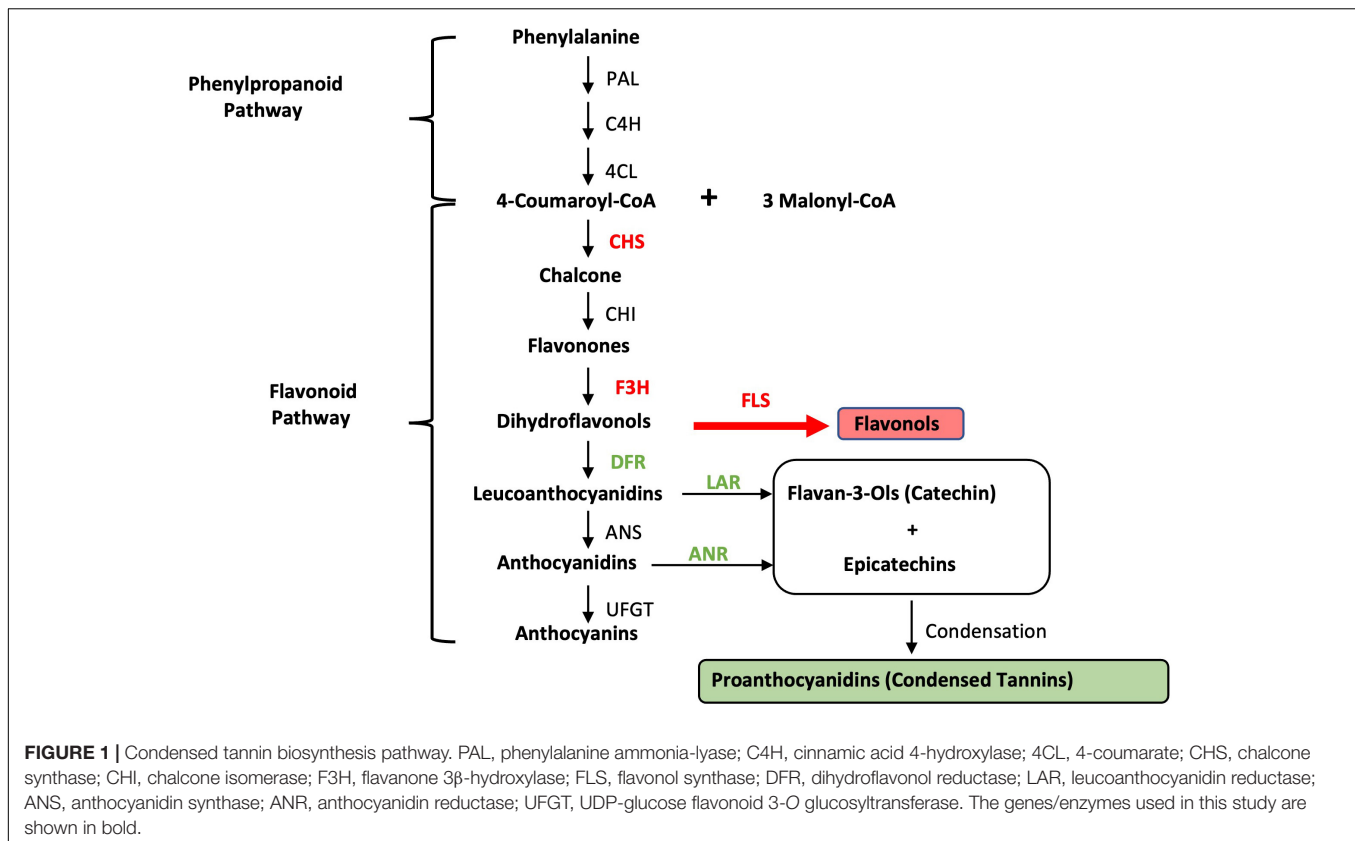 Phenylalanine
PAL
Phenylpropanoid
Pathway
C4H
4CL
4-Coumaroyl-CoA + 3 Malonyl-CoA
CHS
Chalcone
CHI
Flavonones
F3H
Flavonoid
Pathway
FLS
Dihydroflavonols
Flavonols
DFR
LAR
Leucoanthocyanidins
Flavan-3-Ols (Catechin)
+
Epicatechins
ANS
ANR
Anthocyanidins
UFGT
Anthocyanins
Condensation
Proanthocyanidins (Condensed Tannins)
FIGURE 1 | Condensed tannin biosynthesis pathway. PAL, phenylalanine ammonia-lyase; C4H, cinnamic acid 4-hydroxylase; 4CL, 4-coumarate; CHS, chalcone
synthase; CHI, chalcone isomerase; F3H, flavanone 3β-hydroxylase; FLS, flavonol synthase; DFR, dihydroflavonol reductase; LAR, leucoanthocyanidin reductase;
ANS, anthocyanidin synthase; ANR, anthocyanidin reductase; UFGT, UDP-glucose flavonoid 3-O glucosyltransferase. The genes/enzymes used in this study are
shown in bold.